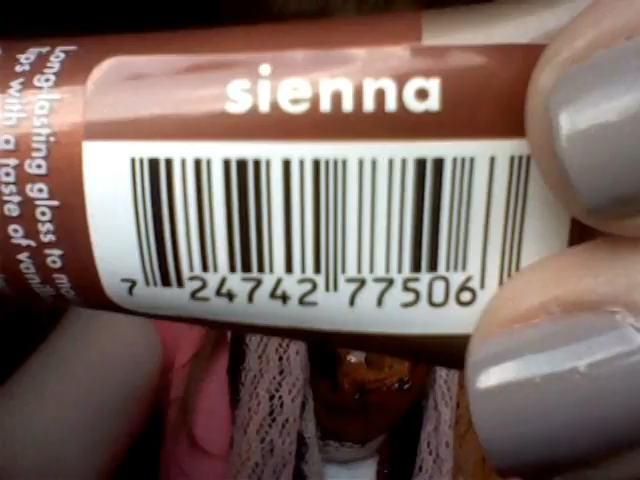 sienna
7 24742 77506
long-lasting gloss to
lips with a taste of